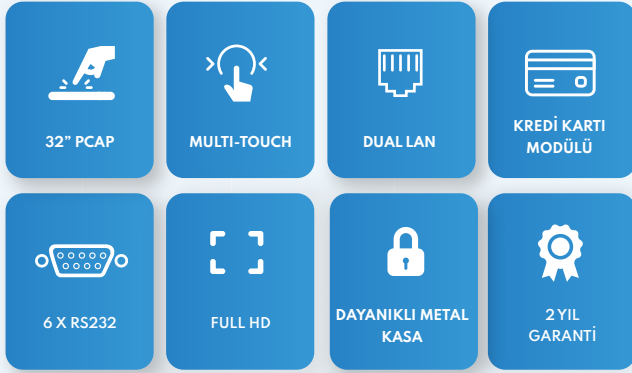 32” PCAP
MULTI-TOUCH
DUAL LAN
KREDİ KARTI
MODÜLÜ
6 X RS232
FULL HD
DAYANIKLI METAL
KASA
2 YIL
GARANTİ